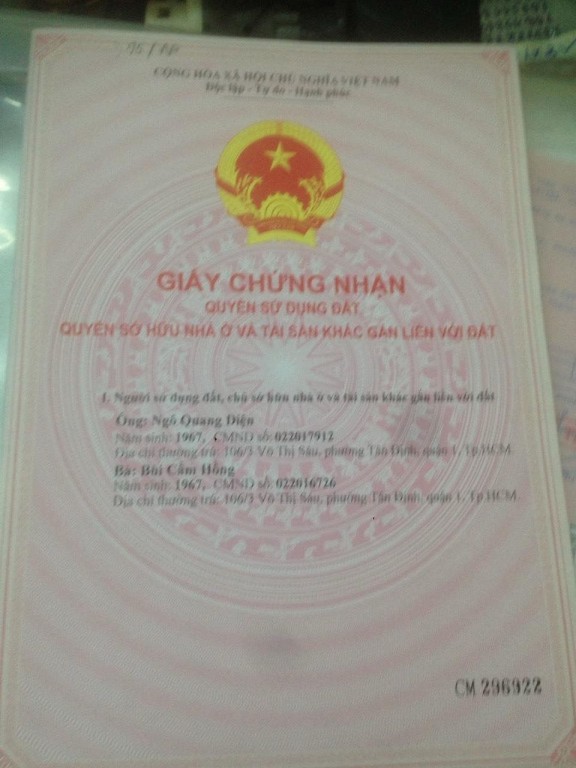 75/
CỘNG HÒA XÃ HỘI CHỦ NGHĨA VIỆT NAM
Độc lập - Tự do - Hạnh phúc
GIẤY CHỨNG NHẬN
QUYỀN SỬ DỤNG ĐẤT
QUYỀN SỞ HỮU NHÀ Ở VÀ TÀI SẢN KHÁC GẮN LIỀN VỚI ĐẤT
I. Người sử dụng đất, chủ sở hữu nhà ở và tài sản khác gắn liền với đất
Ông: Ngô Quang Diệu
Năm sinh: 1967, CMND số: 022017912
Địa chỉ thường trú: 106/3 Võ Thị Sáu, phường Tân Định, quận 1, Tp.HCM.
Bà: Bùi Cẩm Hồng
Năm sinh: 1967, CMND số: 022016726
Địa chỉ thường trú: 106/3 Võ Thị Sáu, phường Tân Định, quận 1, Tp.HCM.
CM 296922